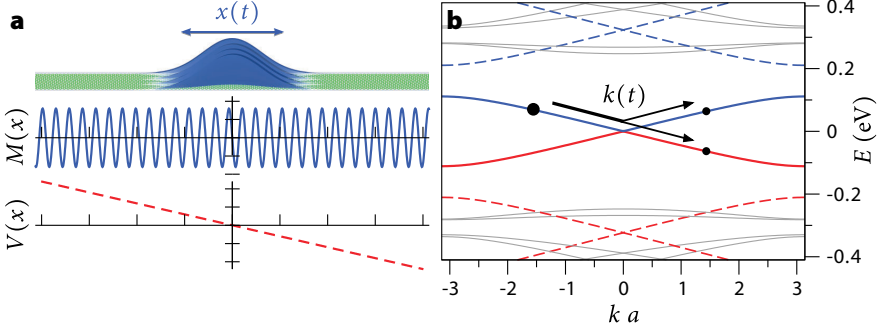 a
x(t)
M(x)
V(x)
b
k(t)
0.4
0.2
0
-0.2
-0.4
E (eV)
-3 -2 -1 0 1 2 3
k a